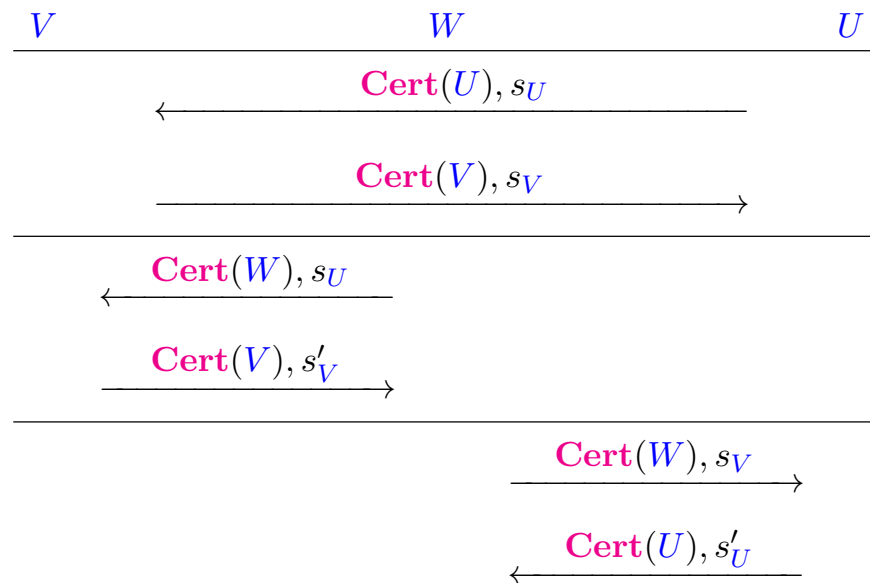 V W U
Cert(U), s_U
Cert(V), s_V
Cert(W), s_U
Cert(V), s'_V
Cert(W), s_V
Cert(U), s'_U